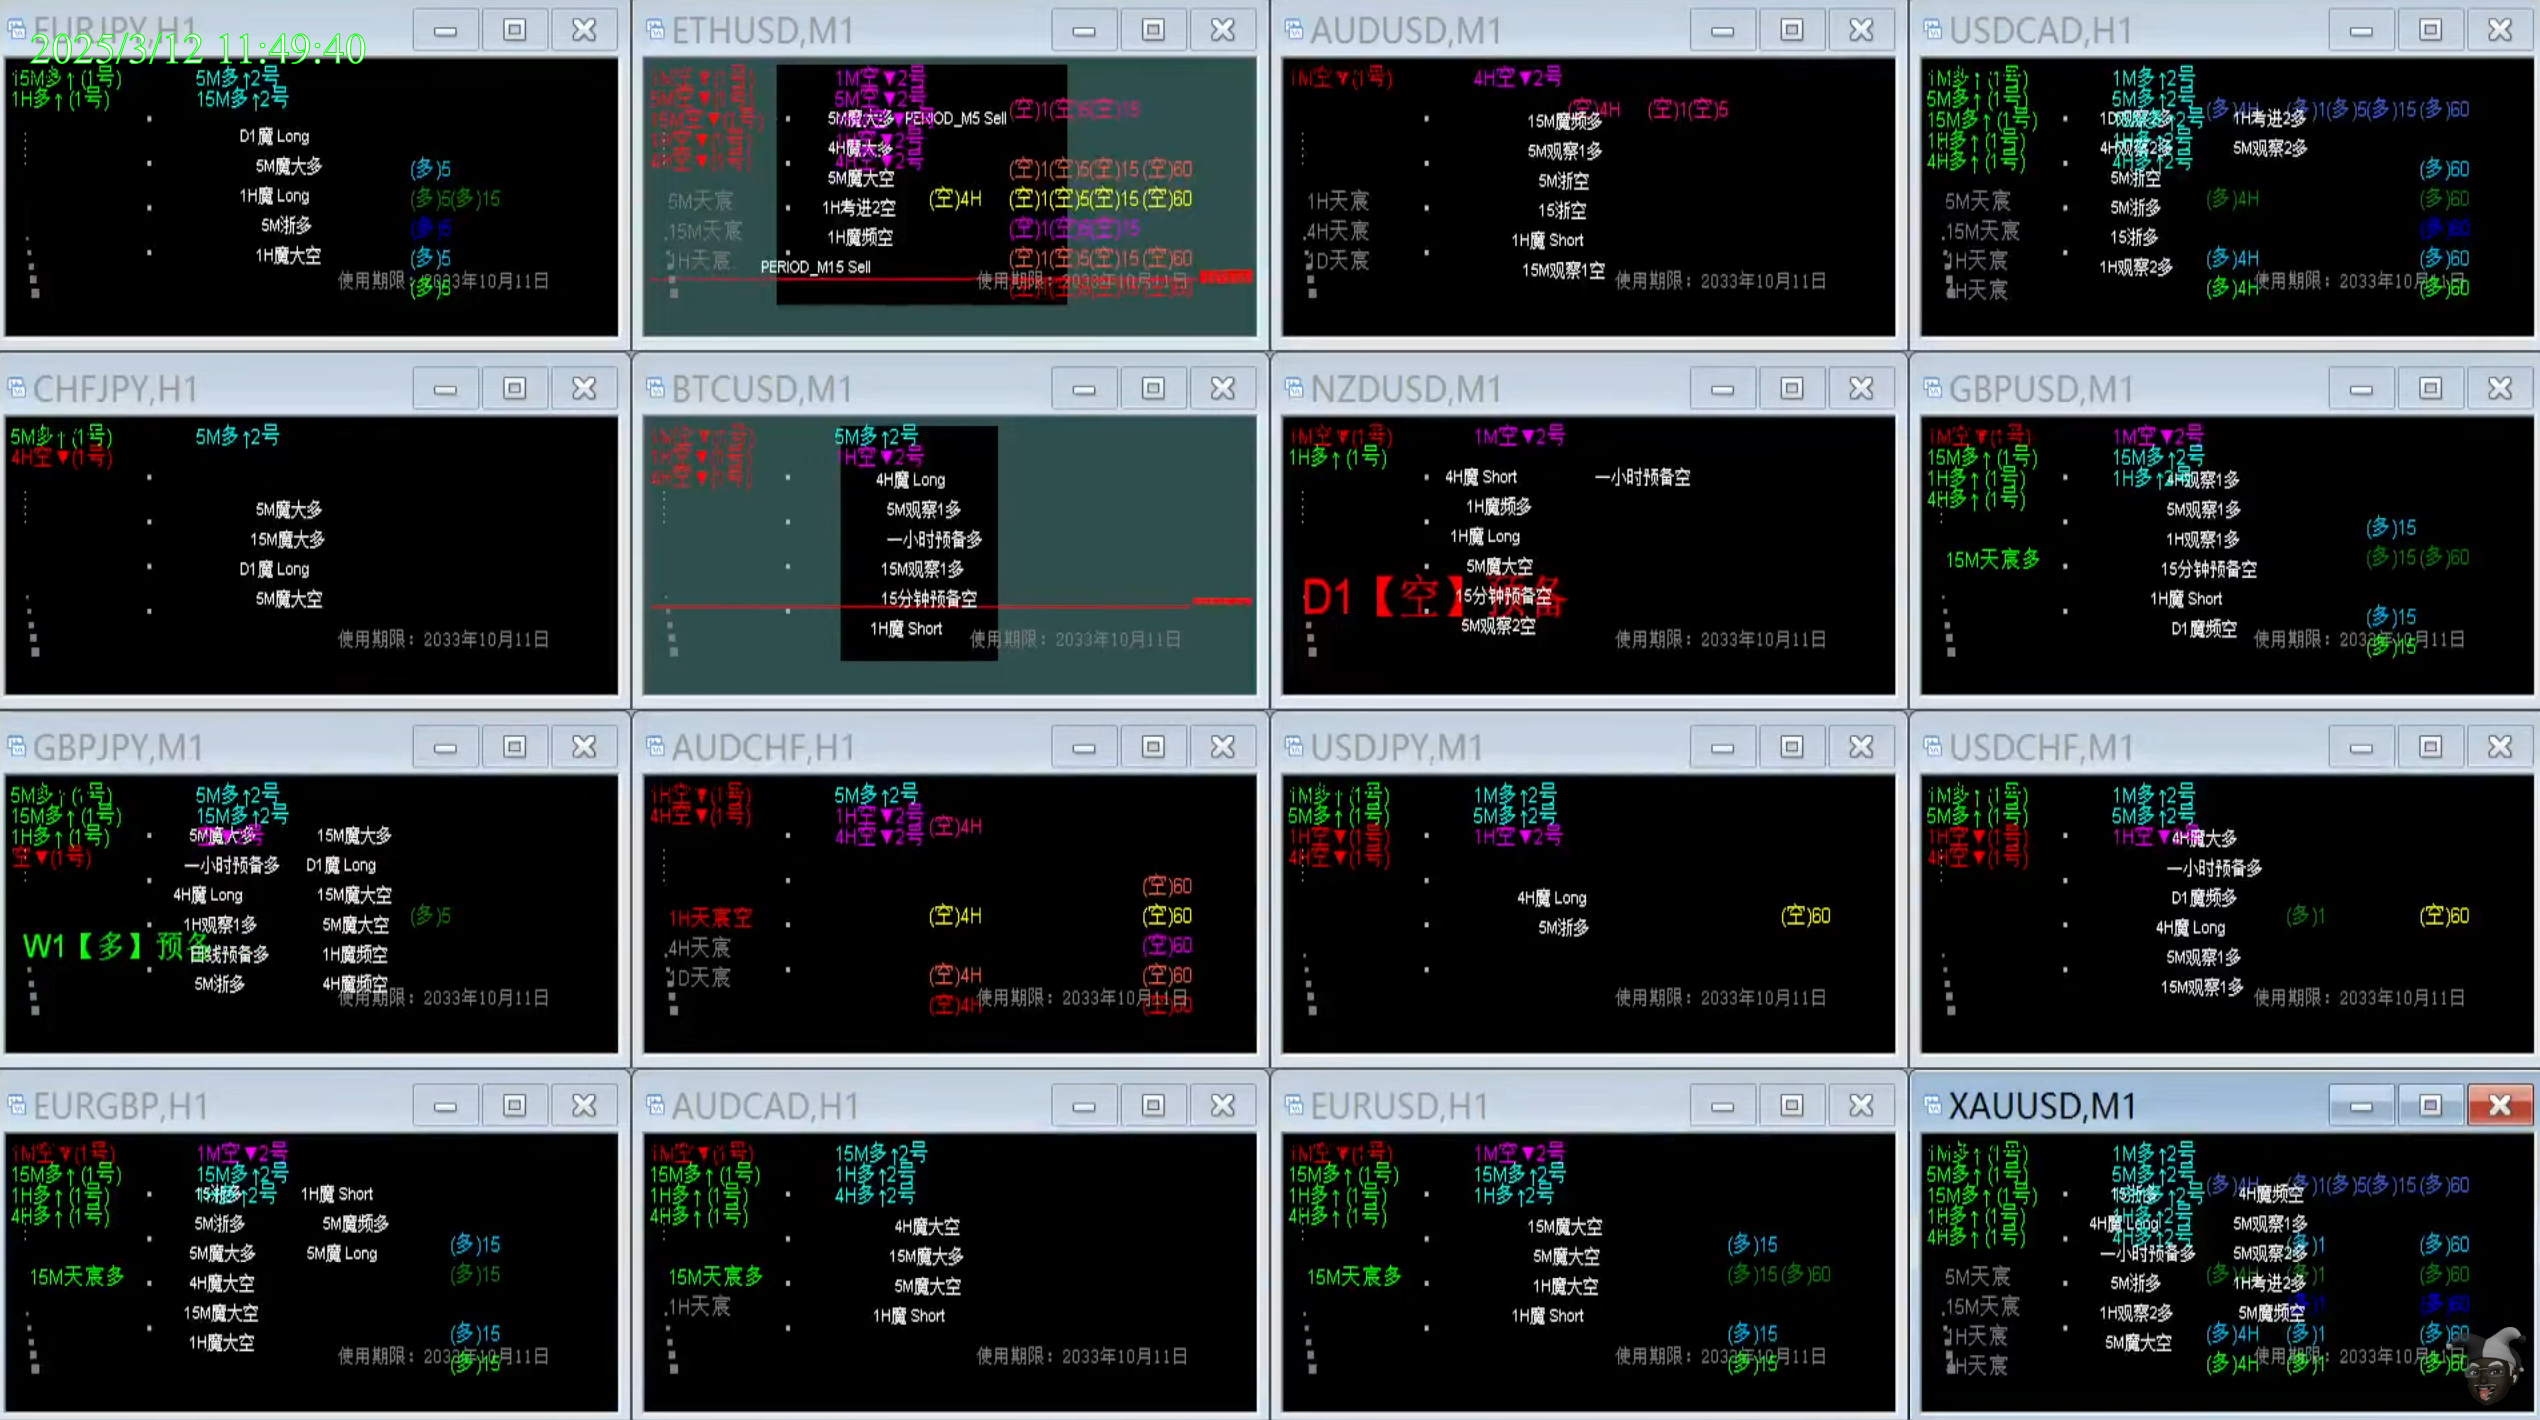 EURJPY,H1
2025/3/12 11:49:40
15M多↑(1号) 5M多↑2号
1H多↑(1号) 15M多↑2号
D1魔 Long
5M魔大多 (多)5
1H魔 Long (多)5(多)15
5M浙多 (多)5
1H魔大空 (多)5
使用期限：2033年10月11日
(多)5
ETHUSD,M1
1M空▼(1号) 1M空▼2号
5M空▼(1号) 5M空▼2号
(空)1(空)5(空)15
15M空▼(1号) 5M魔大多 PERIOD_M5 Sell
1H空▼(1号) 1H空▼2号
4H魔大多
4H空▼(1号) 4H空▼2号
(空)1(空)5(空)15(空)60
5M魔大空
5M天宸 (空)4H (空)1(空)5(空)15(空)60
1H考进2空
15M天宸 1H魔频空 (空)1(空)5(空)15
1H天宸 PERIOD_M15 Sell (空)1(空)5(空)15(空)60
使用期限：2033年10月11日
AUDUSD,M1
1M空▼(1号) 4H空▼2号
(空)4H (空)1(空)5
15M魔频多
5M观察1多
5M浙空
1H天宸 15浙空
4H天宸 1H魔 Short
1D天宸 15M观察1空
使用期限：2033年10月11日
USDCAD,H1
1M多↑(1号) 1M多↑2号
5M多↑(1号) 5M多↑2号
(多)4H (多)1(多)5(多)15(多)60
15M多↑(1号) 1H考进2多
1H多↑(1号) 4H观察2多 5M观察2多
4H多↑(1号) 4H多↑2号
(多)60
5M浙空
5M天宸 5M浙多 (多)4H (多)60
15M天宸 15浙多 (多)60
1H天宸 1H观察2多 (多)4H (多)60
4H天宸 (多)4H (多)60
使用期限：2033年10月11日
CHFJPY,H1
5M多↑(1号) 5M多↑2号
4H空▼(1号)
5M魔大多
15M魔大多
D1魔 Long
5M魔大空
使用期限：2033年10月11日
BTCUSD,M1
1M空▼(1号) 5M多↑2号
1H空▼(1号) 1H空▼2号
4H空▼(1号) 4H魔 Long
5M观察1多
一小时预备多
15M观察1多
15分钟预备空
1H魔 Short
使用期限：2033年10月11日
NZDUSD,M1
1M空▼(1号) 1M空▼2号
1H多↑(1号)
4H魔 Short 一小时预备空
1H魔频多
1H魔 Long
5M魔大空
D1【空】预备
15分钟预备空
5M观察2空
使用期限：2033年10月11日
GBPUSD,M1
1M空▼(1号) 1M空▼2号
15M多↑(1号) 15M多↑2号
1H多↑(1号) 1H多↑2号 4H观察1多
4H多↑(1号) 5M观察1多
(多)15
1H观察1多
15M天宸多 (多)15(多)60
15分钟预备空
1H魔 Short (多)15
D1魔频空
使用期限：2033年10月11日
(多)15
GBPJPY,M1
5M多↑(1号) 5M多↑2号
15M多↑(1号) 15M多↑2号
1H多↑(1号) 5M魔大多 15M魔大多
空▼(1号) 一小时预备多 D1魔 Long
4H魔 Long 15M魔大空
1H观察1多 5M魔大空 (多)5
W1【多】预备
日线预备多 1H魔频空
5M浙多 4H魔频空
使用期限：2033年10月11日
AUDCHF,H1
1H空▼(1号) 5M多↑2号
4H空▼(1号) 1H空▼2号
4H空▼2号 (空)4H
(空)60
1H天宸空 (空)4H (空)60
4H天宸 (空)60
1D天宸 (空)4H (空)60
(空)4H (空)60
使用期限：2033年10月11日
USDJPY,M1
1M多↑(1号) 1M多↑2号
5M多↑(1号) 5M多↑2号
1H空▼(1号) 1H空▼2号
4H空▼(1号)
4H魔 Long
(空)60
5M浙多
使用期限：2033年10月11日
USDCHF,M1
1M多↑(1号) 1M多↑2号
5M多↑(1号) 5M多↑2号
1H空▼(1号) 1H空▼ 4H魔大多
4H空▼(1号) 一小时预备多
D1魔频多
(多)1 (空)60
4H魔 Long
5M观察1多
15M观察1多
使用期限：2033年10月11日
EURGBP,H1
1M空▼(1号) 1M空▼2号
15M多↑(1号) 15M多↑2号
1H多↑(1号) 15浙多 1H魔 Short
4H多↑(1号) 5M浙多 5M魔频多
5M魔大多 5M魔 Long (多)15
15M天宸多 4H魔大空 (多)15
15M魔大空
1H魔大空 (多)15
使用期限：2033年10月11日
(多)15
AUDCAD,H1
1M空▼(1号) 15M多↑2号
15M多↑(1号) 1H多↑2号
1H多↑(1号) 4H多↑2号
4H多↑(1号) 4H魔大空
15M魔大多
15M天宸多 5M魔大空
1H天宸 1H魔 Short
使用期限：2033年10月11日
EURUSD,H1
1M空▼(1号) 1M空▼2号
15M多↑(1号) 15M多↑2号
1H多↑(1号) 1H多↑2号
4H多↑(1号) 15M魔大空
5M魔大空 (多)15
15M天宸多 1H魔大空 (多)15(多)60
1H魔 Short (多)15
使用期限：2033年10月11日
(多)15
XAUUSD,M1
1M多↑(1号) 1M多↑2号
5M多↑(1号) 5M多↑2号
(多)4H (多)1(多)5(多)15(多)60
15M多↑(1号) 15浙多 4H魔频空
1H多↑(1号) 4H魔 Long 5M观察1多
4H多↑(1号) 一小时预备多 5M观察2多 (多)1 (多)60
5M天宸 5M浙多 (多)4H 1H考进2多 (多)1 (多)60
15M天宸 1H观察2多 5M魔频空 (多)1 (多)60
1H天宸 5M魔大空 (多)4H (多)1 (多)60
4H天宸 (多)4H (多)1 (多)60
使用期限：2033年10月11日